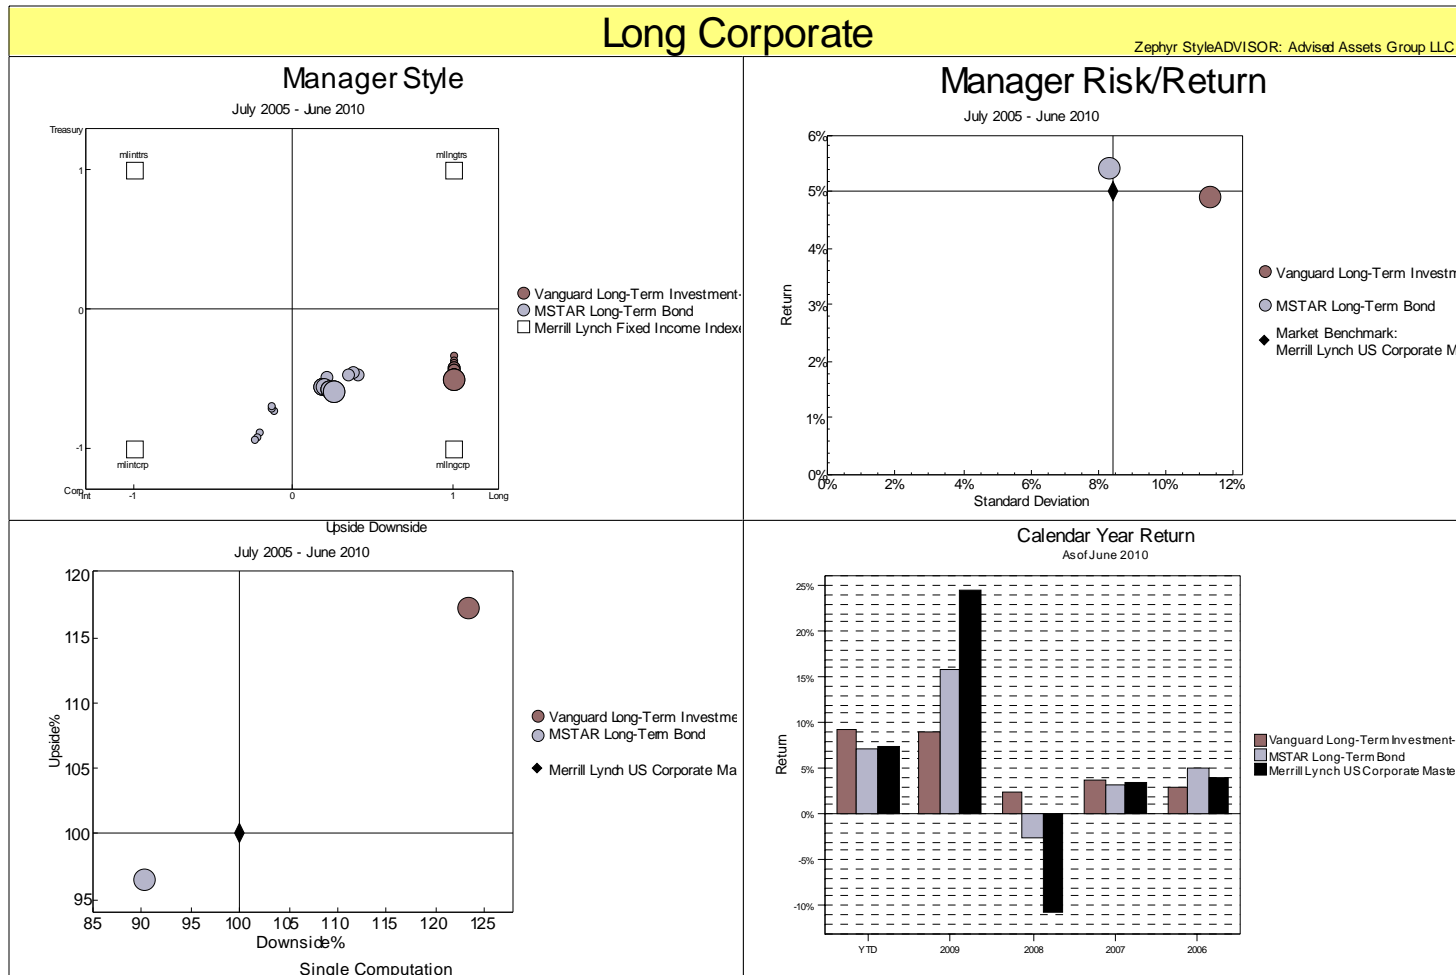 Long Corporate
Zephyr StyleADVISOR: Advised Assets Group LLC
Manager Style
July 2005 - June 2010
Treasury
mlinttrs
mllngtrs
1
0
-1
mlintcrp
mllngcrp
Corp
Int
-1
0
1
Long
Vanguard Long-Term Investment-
MSTAR Long-Term Bond
Merrill Lynch Fixed Income Indexe
Manager Risk/Return
July 2005 - June 2010
Return
6%
5%
4%
3%
2%
1%
0%
0%
2%
4%
6%
8%
10%
12%
Standard Deviation
Vanguard Long-Term Investm
MSTAR Long-Term Bond
Market Benchmark:
Merrill Lynch US Corporate M
Upside Downside
July 2005 - June 2010
Upside%
120
115
110
105
100
95
85
90
100
105
110
115
120
125
Downside%
Vanguard Long-Term Investme
MSTAR Long-Term Bond
Merrill Lynch US Corporate Ma
Single Computation
Calendar Year Return
As of June 2010
Return
25%
20%
15%
10%
5%
0%
-5%
-10%
YTD
2009
2008
2007
2006
Vanguard Long-Term Investment-
MSTAR Long-Term Bond
Merrill Lynch US Corporate Maste